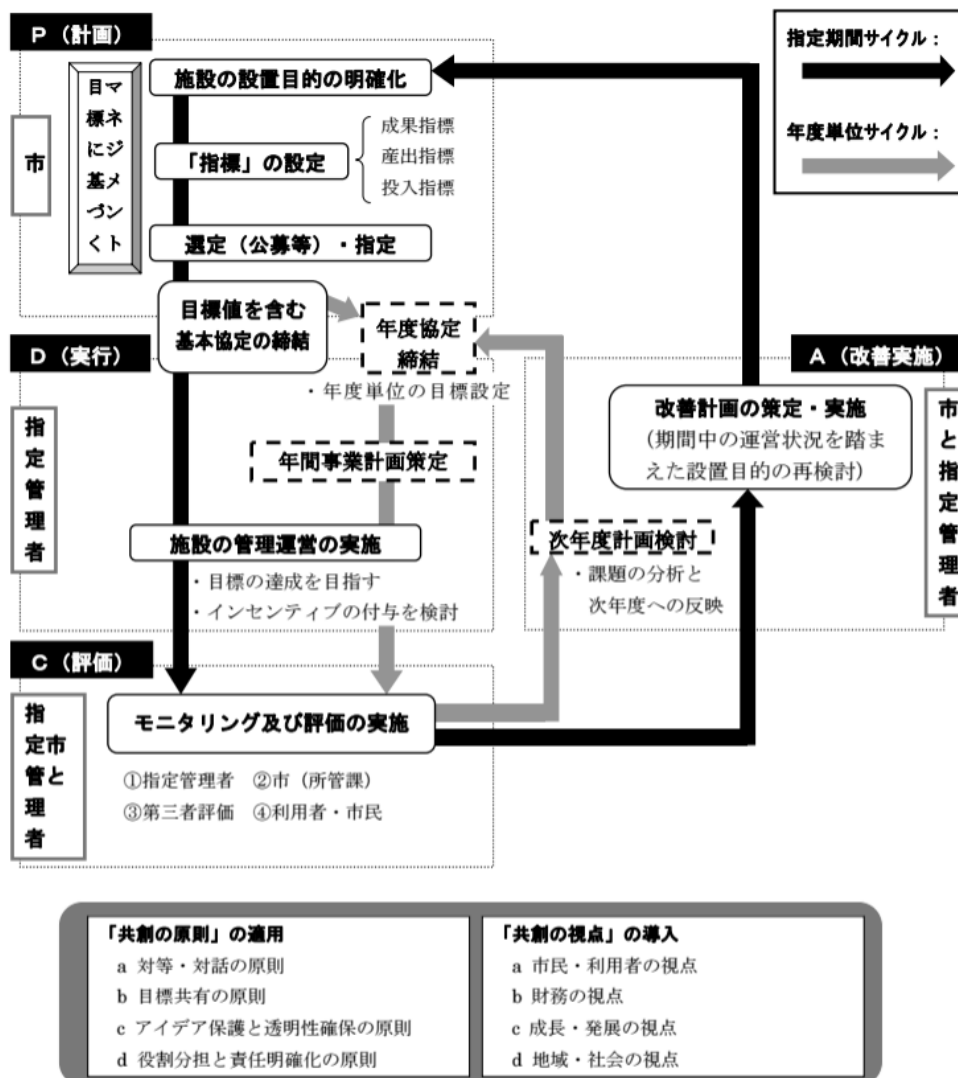 P（計画）
市
目標に基づく
マネジメント
施設の設置目的の明確化
「指標」の設定
成果指標
産出指標
投入指標
選定（公募等）・指定
目標値を含む
基本協定の締結
年度協定
締結
・年度単位の目標設定
指定期間サイクル：
年度単位サイクル：
D（実行）
指定管理者
年間事業計画策定
施設の管理運営の実施
・目標の達成を目指す
・インセンティブの付与を検討
A（改善実施）
市と指定管理者
改善計画の策定・実施
(期間中の運営状況を踏ま
えた設置目的の再検討)
次年度計画検討
・課題の分析と
次年度への反映
C（評価）
市と
指定管理者
モニタリング及び評価の実施
①指定管理者　②市（所管課）
③第三者評価　④利用者・市民
「共創の原則」の適用
a 対等・対話の原則
b 目標共有の原則
c アイデア保護と透明性確保の原則
d 役割分担と責任明確化の原則
「共創の視点」の導入
a 市民・利用者の視点
b 財務の視点
c 成長・発展の視点
d 地域・社会の視点